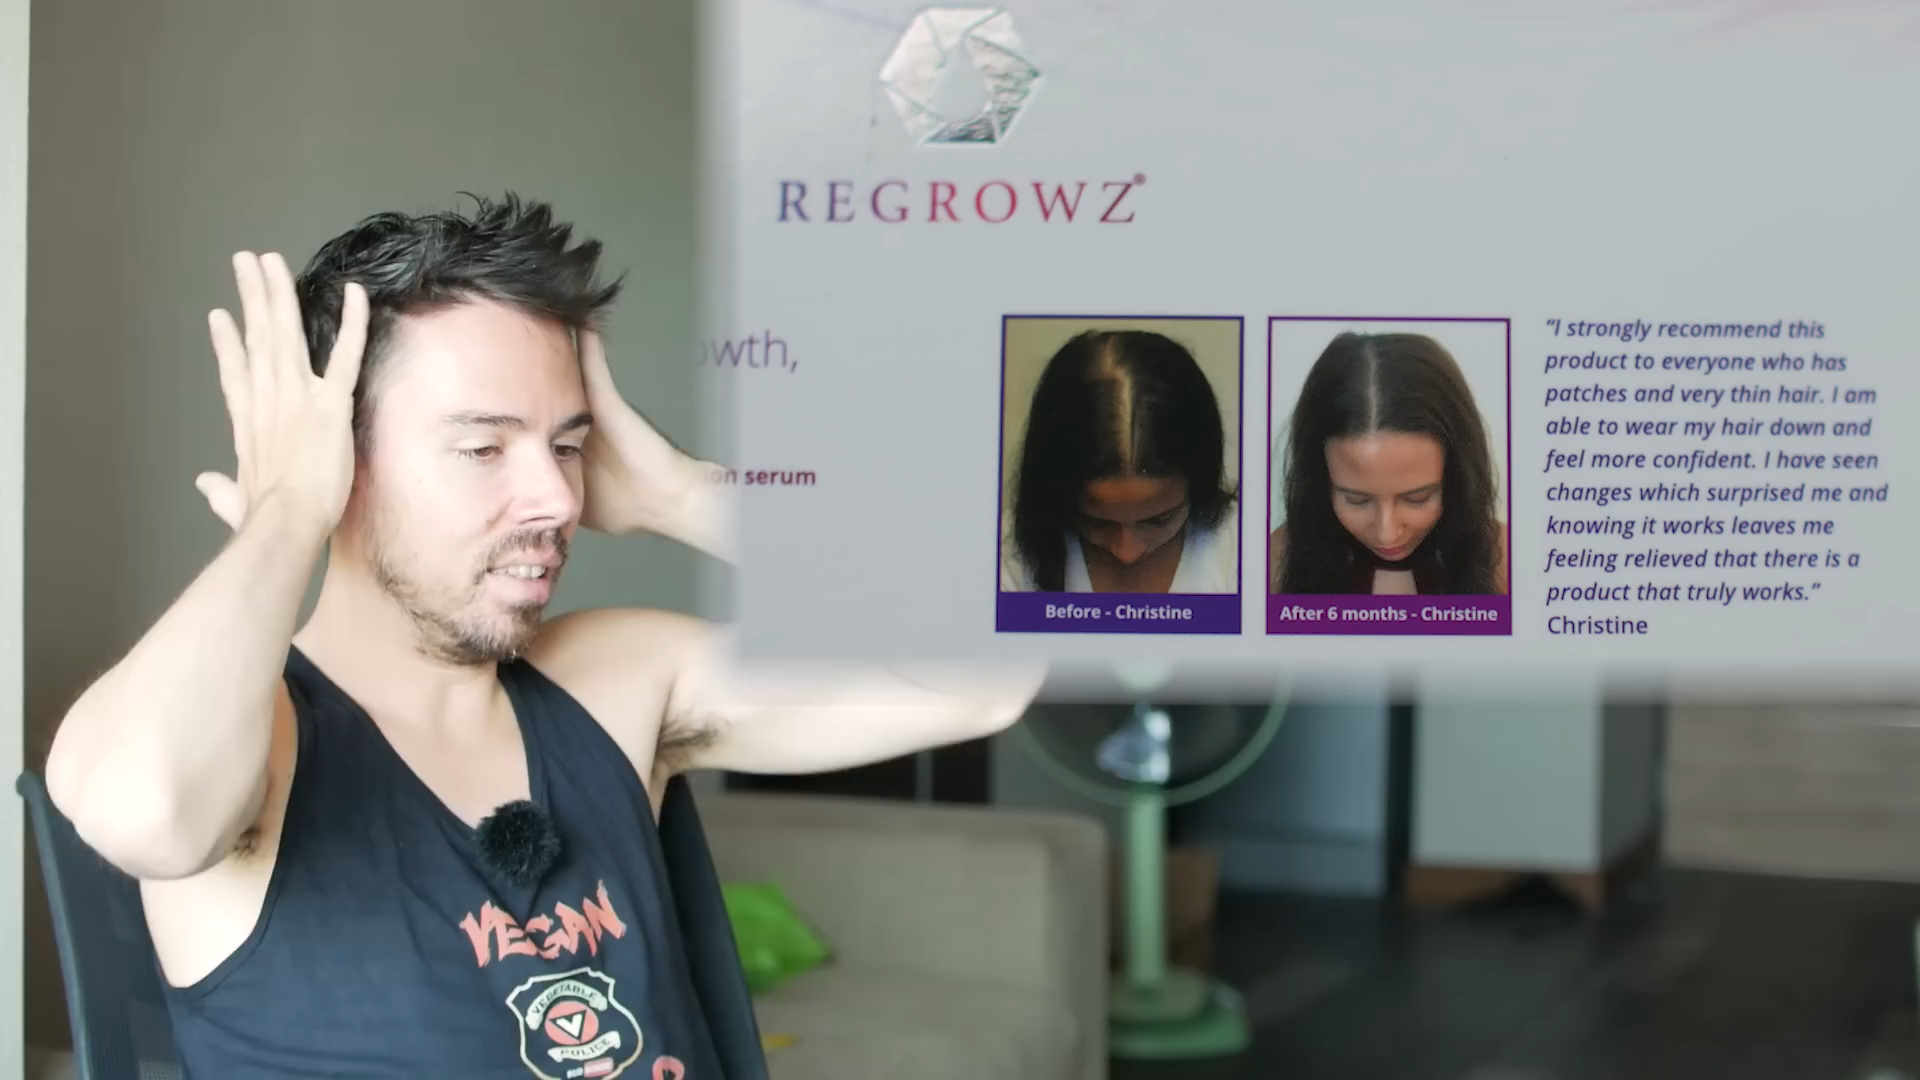 REGROWZ®
owth,
ion serum
Before - Christine
After 6 months - Christine
"I strongly recommend this
product to everyone who has
patches and very thin hair. I am
able to wear my hair down and
feel more confident. I have seen
changes which surprised me and
knowing it works leaves me
feeling relieved that there is a
product that truly works."
Christine
VEGAN
VEGETABLE
V
POLICE